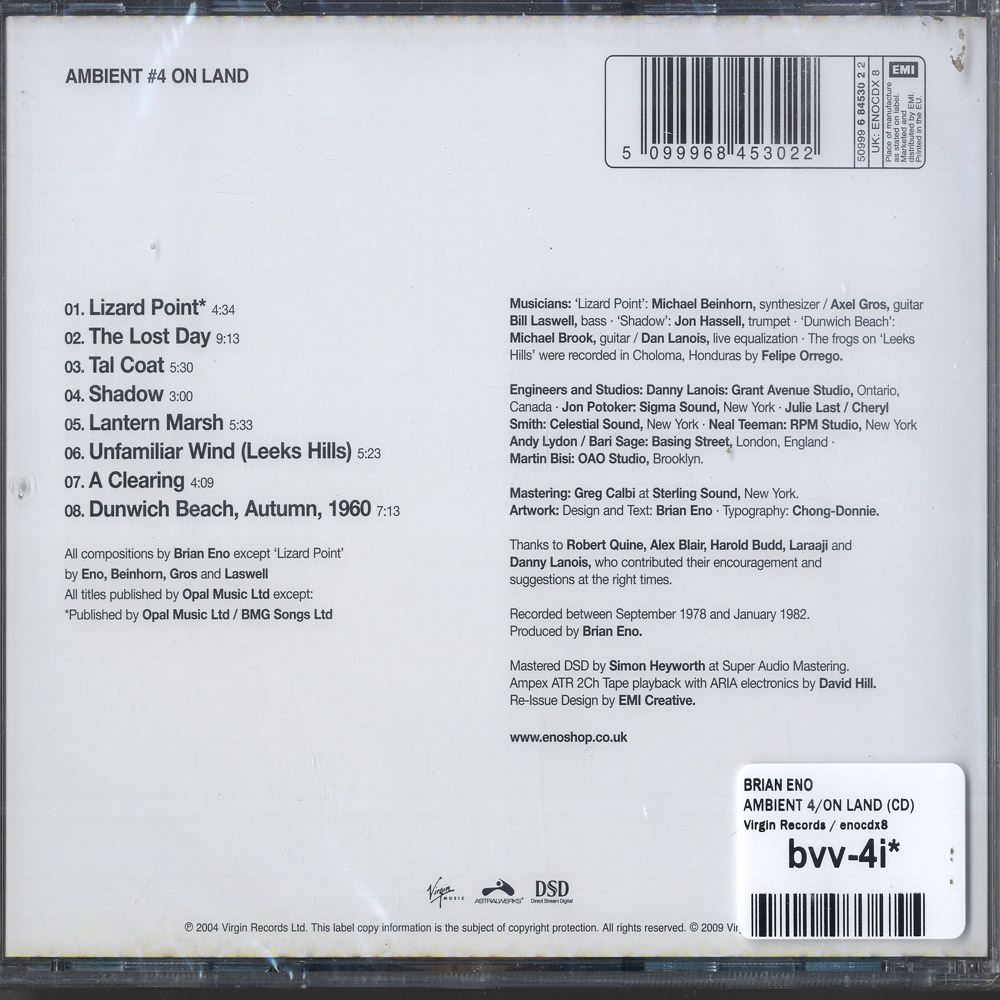 AMBIENT #4 ON LAND
5 099968 453022
50999 6 84530 2 2
UK: ENOCDX 8
EMI
Place of manufacture
as stated on label.
Marketed and
distributed by EMI.
Printed in the EU.
01. Lizard Point* 4:34
02. The Lost Day 9:13
03. Tal Coat 5:30
04. Shadow 3:00
05. Lantern Marsh 5:33
06. Unfamiliar Wind (Leeks Hills) 5:23
07. A Clearing 4:09
08. Dunwich Beach, Autumn, 1960 7:13
All compositions by Brian Eno except ‘Lizard Point’
by Eno, Beinhorn, Gros and Laswell
All titles published by Opal Music Ltd except:
*Published by Opal Music Ltd / BMG Songs Ltd
Musicians: ‘Lizard Point’: Michael Beinhorn, synthesizer / Axel Gros, guitar
Bill Laswell, bass · ‘Shadow’: Jon Hassell, trumpet · ‘Dunwich Beach’:
Michael Brook, guitar / Dan Lanois, live equalization · The frogs on ‘Leeks
Hills’ were recorded in Choloma, Honduras by Felipe Orrego.
Engineers and Studios: Danny Lanois: Grant Avenue Studio, Ontario,
Canada · Jon Potoker: Sigma Sound, New York · Julie Last / Cheryl
Smith: Celestial Sound, New York · Neal Teeman: RPM Studio, New York
Andy Lydon / Bari Sage: Basing Street, London, England ·
Martin Bisi: OAO Studio, Brooklyn.
Mastering: Greg Calbi at Sterling Sound, New York.
Artwork: Design and Text: Brian Eno · Typography: Chong-Donnie.
Thanks to Robert Quine, Alex Blair, Harold Budd, Laraaji and
Danny Lanois, who contributed their encouragement and
suggestions at the right times.
Recorded between September 1978 and January 1982.
Produced by Brian Eno.
Mastered DSD by Simon Heyworth at Super Audio Mastering.
Ampex ATR 2Ch Tape playback with ARIA electronics by David Hill.
Re-Issue Design by EMI Creative.
www.enoshop.co.uk
BRIAN ENO
AMBIENT 4/ON LAND (CD)
Virgin Records / enocdx8
bvv-4i*
Virgin MUSIC
ASTRALWERKS®
DSD
Direct Stream Digital
℗ 2004 Virgin Records Ltd. This label copy information is the subject of copyright protection. All rights reserved. © 2009